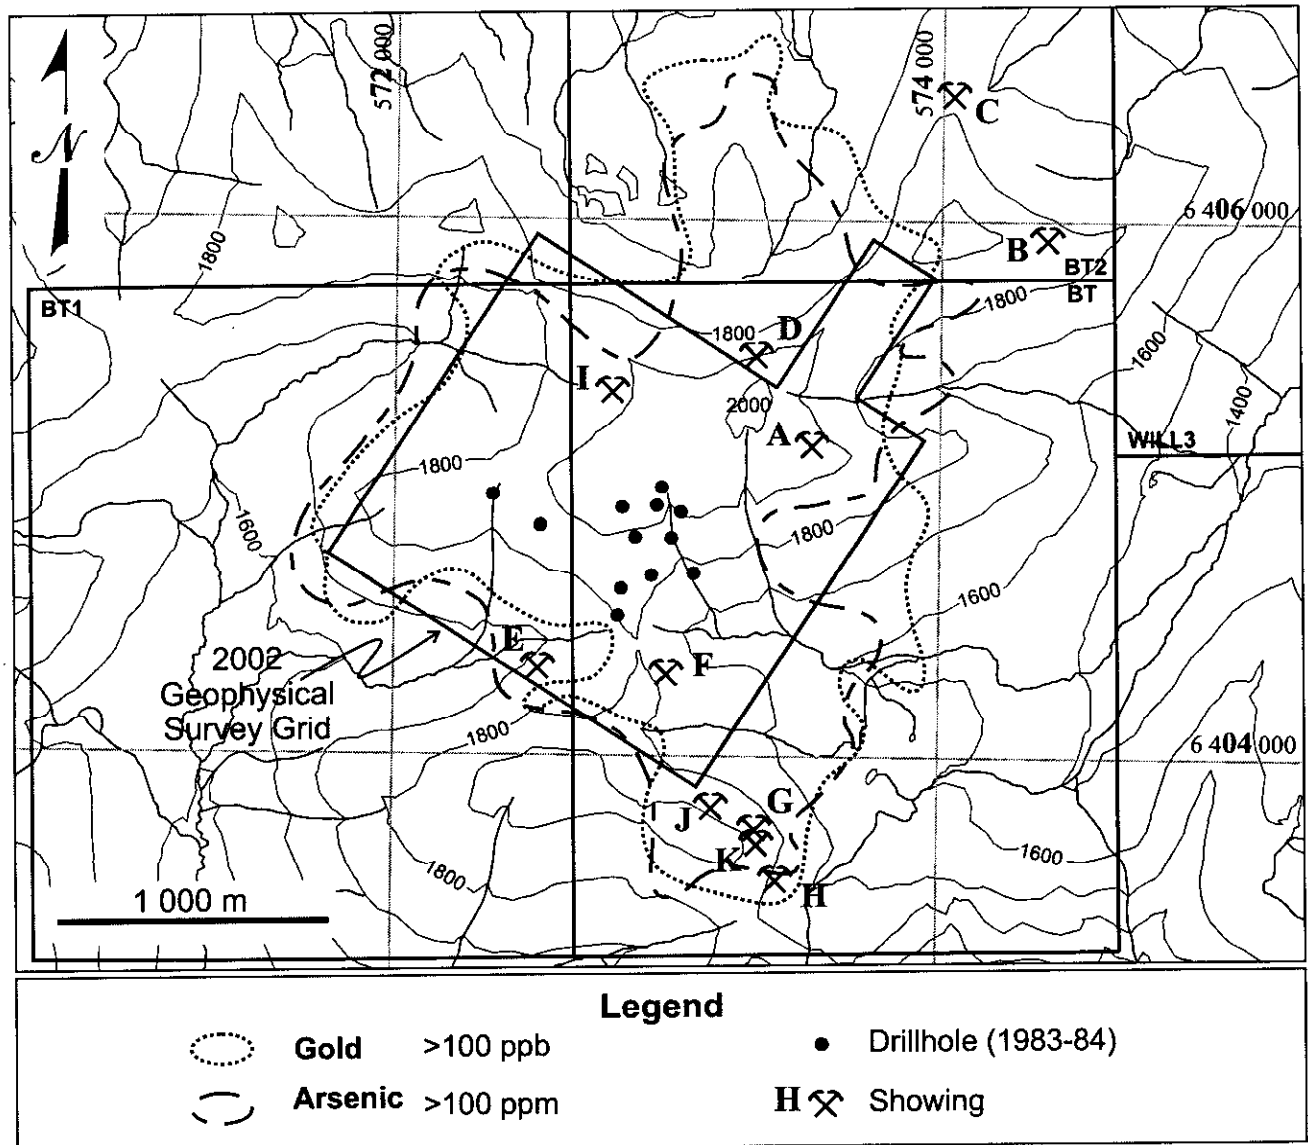 572 000
574 000
N
C
6 406 000
1800
B
BT2
BT1
BT
1800
1800
D
1600
I
2000
1400
A
WILL3
1800
1600
1800
1600
E
2002
F
Geophysical
Survey Grid
1800
6 404 000
J
G
K
1600
1800
H
1 000 m
Legend
Gold >100 ppb
Drillhole (1983-84)
Arsenic >100 ppm
H Showing